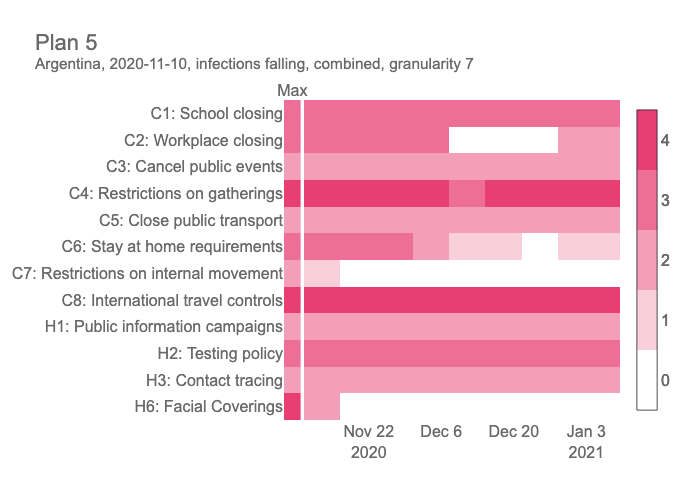 Plan 5
Argentina, 2020-11-10, infections falling, combined, granularity 7
Max
C1: School closing
C2: Workplace closing
C3: Cancel public events
C4: Restrictions on gatherings
C5: Close public transport
C6: Stay at home requirements
C7: Restrictions on internal movement
C8: International travel controls
H1: Public information campaigns
H2: Testing policy
H3: Contact tracing
H6: Facial Coverings
4
3
2
1
0
Nov 22 Dec 6 Dec 20 Jan 3
2020 2021